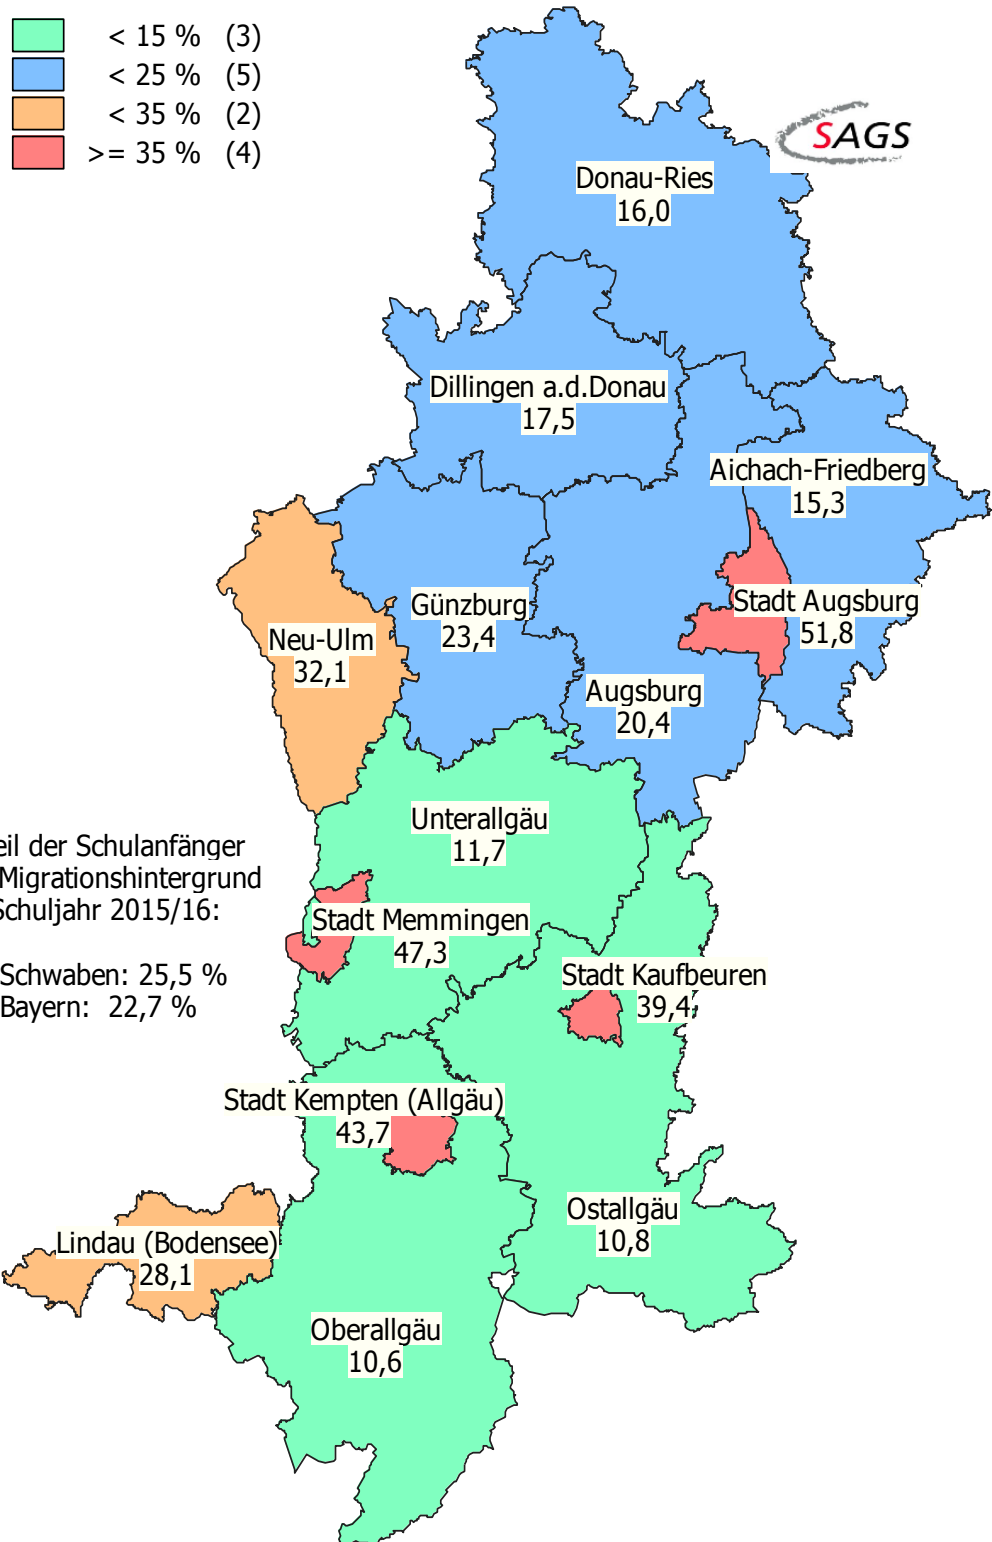 < 15 % (3)
< 25 % (5)
< 35 % (2)
>= 35 % (4)
SAGS
Donau-Ries
16,0
Dillingen a.d.Donau
17,5
Aichach-Friedberg
15,3
Günzburg
23,4
Stadt Augsburg
51,8
Neu-Ulm
32,1
Augsburg
20,4
Unterallgäu
11,7
eil der Schulanfänger
Migrationshintergrund
Schuljahr 2015/16:
Schwaben: 25,5 %
Bayern: 22,7 %
Stadt Memmingen
47,3
Stadt Kaufbeuren
39,4
Stadt Kempten (Allgäu)
43,7
Ostallgäu
10,8
Lindau (Bodensee)
28,1
Oberallgäu
10,6